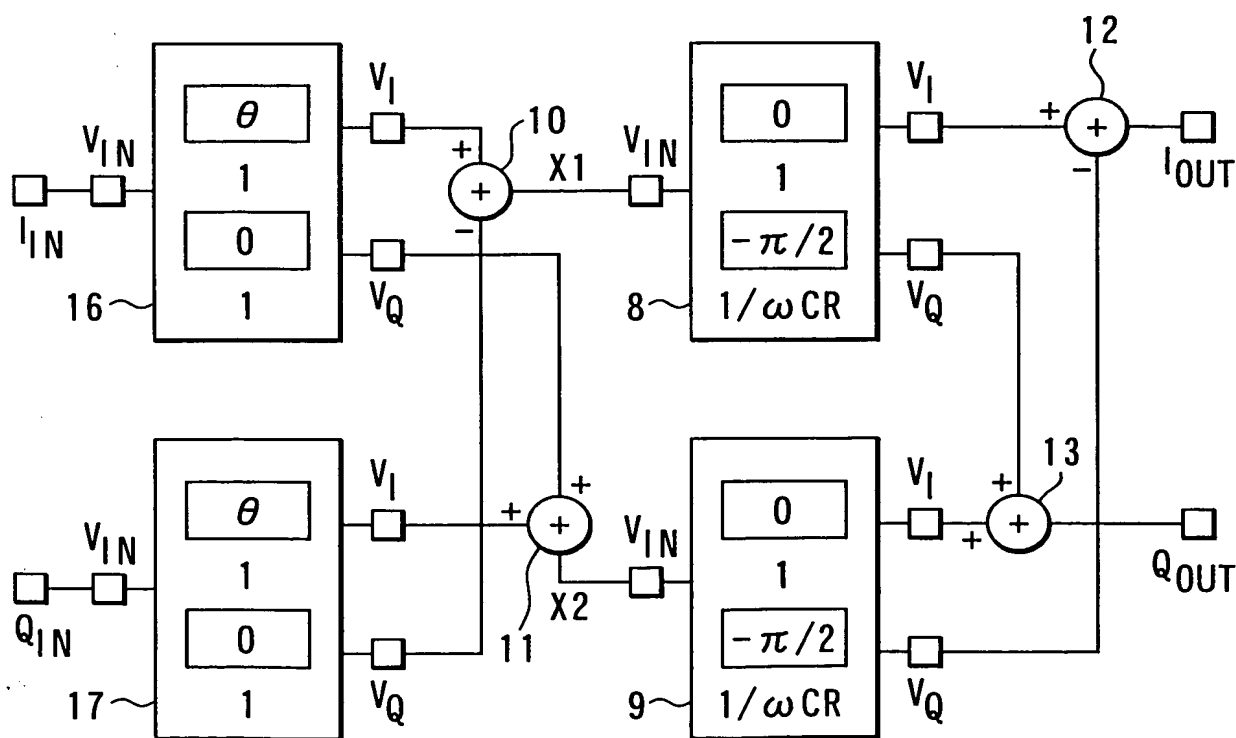 12
V_I
10
V_I
θ
0
+
+
+
+
V_IN
X1
V_IN
I_OUT
1
1
-
I_IN
+
-
0
-π/2
16
1
V_Q
8
1/ωCR
V_Q
V_I
V_I
13
θ
+
0
+
V_IN
+
+
V_IN
+
+
1
1
Q_OUT
Q_IN
X2
0
11
-π/2
17
1
V_Q
9
1/ωCR
V_Q